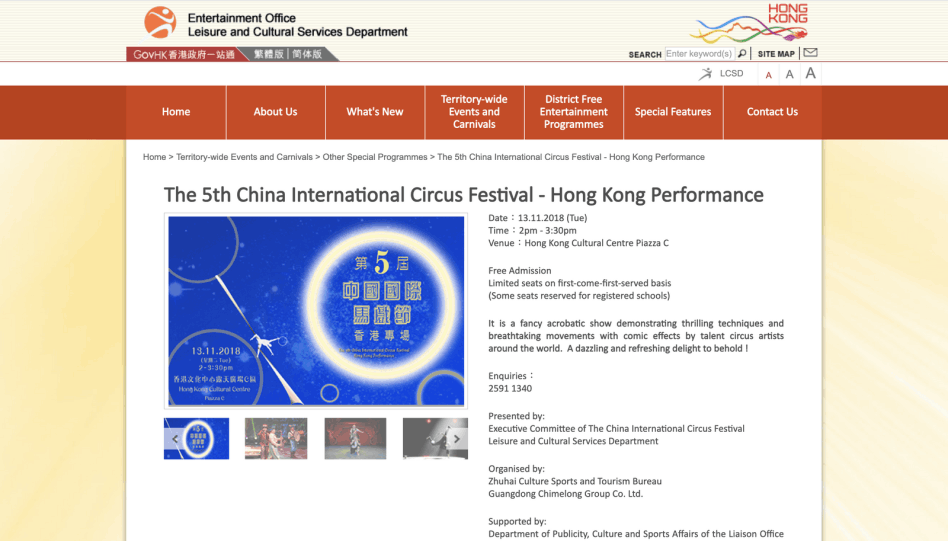 Entertainment Office
Leisure and Cultural Services Department
HONG
KONG
GovHK 香港政府一站通
繁體版 | 简体版
SEARCH Enter keyword(s)
SITE MAP
LCSD
A A A
Home
About Us
What's New
Territory-wide
Events and
Carnivals
District Free
Entertainment
Programmes
Special Features
Contact Us
Home > Territory-wide Events and Carnivals > Other Special Programmes > The 5th China International Circus Festival - Hong Kong Performance
The 5th China International Circus Festival - Hong Kong Performance
第5屆
中國國際
馬戲節
香港專場
13.11.2018
(星期二 Tue)
2-3:30pm
香港文化中心露天廣場C區
Hong Kong Cultural Centre
Piazza C
Date：13.11.2018 (Tue)
Time：2pm - 3:30pm
Venue：Hong Kong Cultural Centre Piazza C
Free Admission
Limited seats on first-come-first-served basis
(Some seats reserved for registered schools)
It is a fancy acrobatic show demonstrating thrilling techniques and
breathtaking movements with comic effects by talent circus artists
around the world. A dazzling and refreshing delight to behold！
Enquiries：
2591 1340
Presented by:
Executive Committee of The China International Circus Festival
Leisure and Cultural Services Department
Organised by:
Zhuhai Culture Sports and Tourism Bureau
Guangdong Chimelong Group Co. Ltd.
Supported by:
Department of Publicity, Culture and Sports Affairs of the Liaison Office